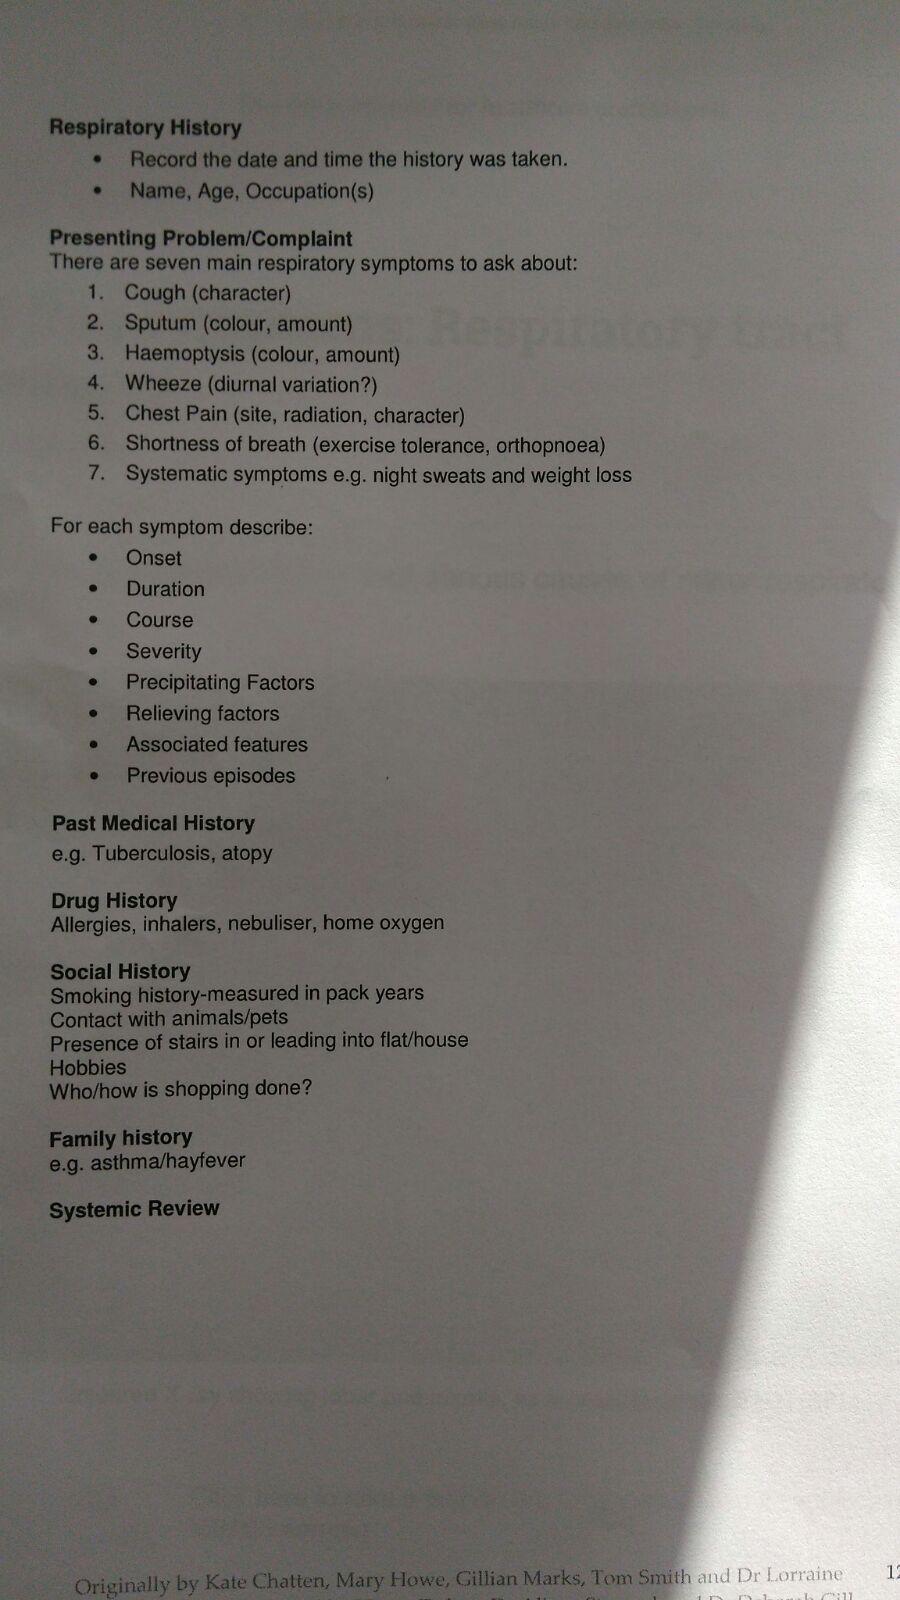 Respiratory History
• Record the date and time the history was taken.
• Name, Age, Occupation(s)
Presenting Problem/Complaint
There are seven main respiratory symptoms to ask about:
1. Cough (character)
2. Sputum (colour, amount)
3. Haemoptysis (colour, amount)
4. Wheeze (diurnal variation?)
5. Chest Pain (site, radiation, character)
6. Shortness of breath (exercise tolerance, orthopnoea)
7. Systematic symptoms e.g. night sweats and weight loss
For each symptom describe:
• Onset
• Duration
• Course
• Severity
• Precipitating Factors
• Relieving factors
• Associated features
• Previous episodes
Past Medical History
e.g. Tuberculosis, atopy
Drug History
Allergies, inhalers, nebuliser, home oxygen
Social History
Smoking history-measured in pack years
Contact with animals/pets
Presence of stairs in or leading into flat/house
Hobbies
Who/how is shopping done?
Family history
e.g. asthma/hayfever
Systemic Review
Originally by Kate Chatten, Mary Howe, Gillian Marks, Tom Smith and Dr Lorraine